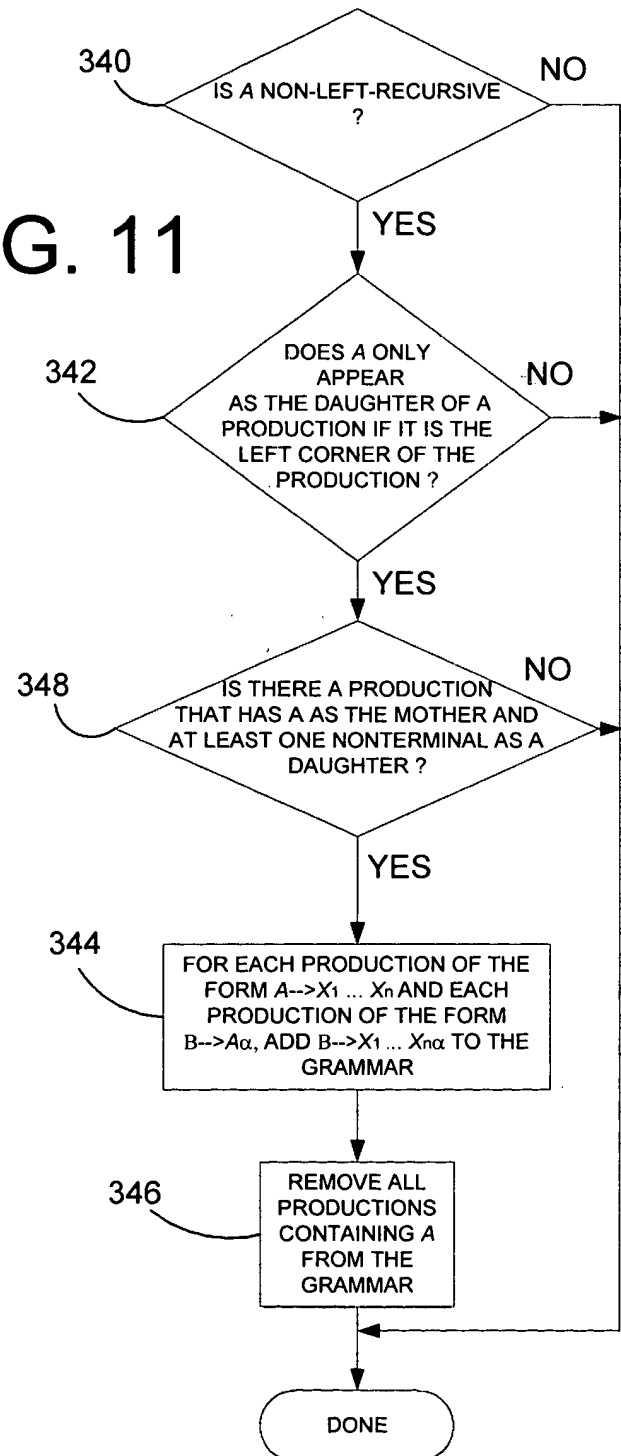 340
NO
IS A NON-LEFT-RECURSIVE
?
YES
G. 11
342
DOES A ONLY
APPEAR
AS THE DAUGHTER OF A
PRODUCTION IF IT IS THE
LEFT CORNER OF THE
PRODUCTION ?
NO
YES
348
IS THERE A PRODUCTION
THAT HAS A AS THE MOTHER AND
AT LEAST ONE NONTERMINAL AS A
DAUGHTER ?
NO
YES
344
FOR EACH PRODUCTION OF THE
FORM A-->X1 ... Xn AND EACH
PRODUCTION OF THE FORM
B-->Aα, ADD B-->X1 ... Xnα TO THE
GRAMMAR
346
REMOVE ALL
PRODUCTIONS
CONTAINING A
FROM THE
GRAMMAR
DONE